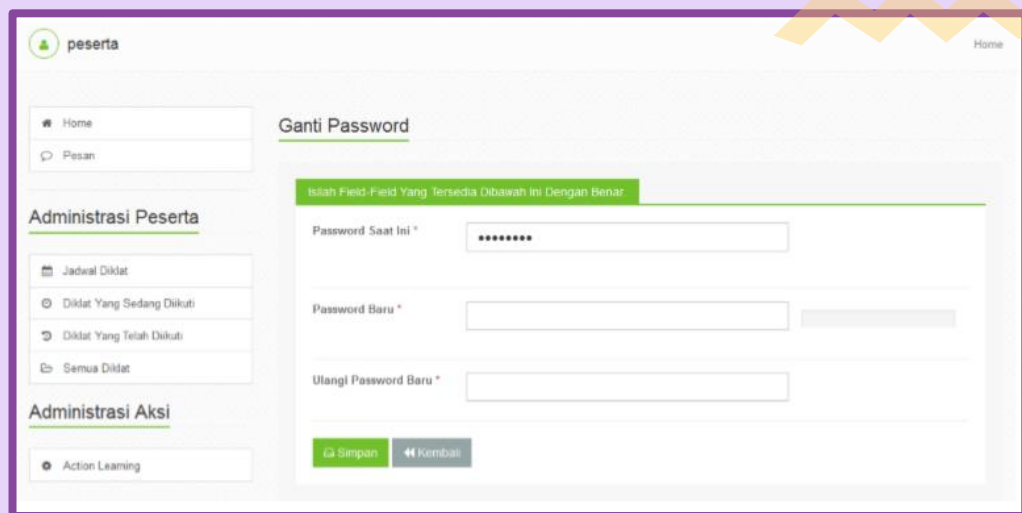 peserta
Home
Home
Pesan
Administrasi Peserta
Jadwal Diklat
Diklat Yang Sedang Diikuti
Diklat Yang Telah Diikuti
Semua Diklat
Administrasi Aksi
Action Learning
Ganti Password
Isilah Field-Field Yang Tersedia Dibawah Ini Dengan Benar.
Password Saat Ini *
••••••••
Password Baru *
Ulangi Password Baru *
Simpan
Kembali